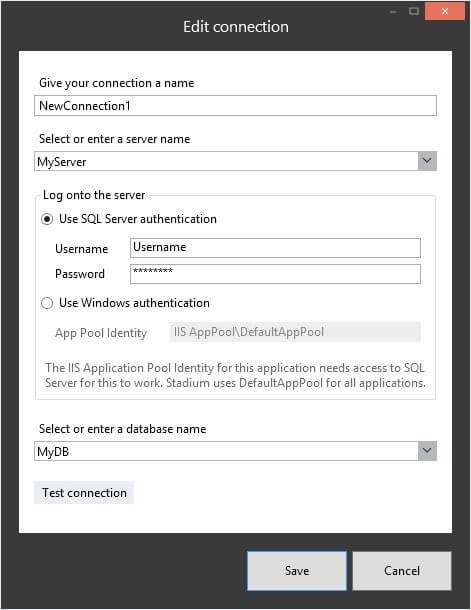 Edit connection
Give your connection a name
NewConnection1
Select or enter a server name
MyServer
Log onto the server
Use SQL Server authentication
Username Username
Password ********
Use Windows authentication
App Pool Identity IIS AppPool\DefaultAppPool
The IIS Application Pool Identity for this application needs access to SQL
Server for this to work. Stadium uses DefaultAppPool for all applications.
Select or enter a database name
MyDB
Test connection
Save Cancel